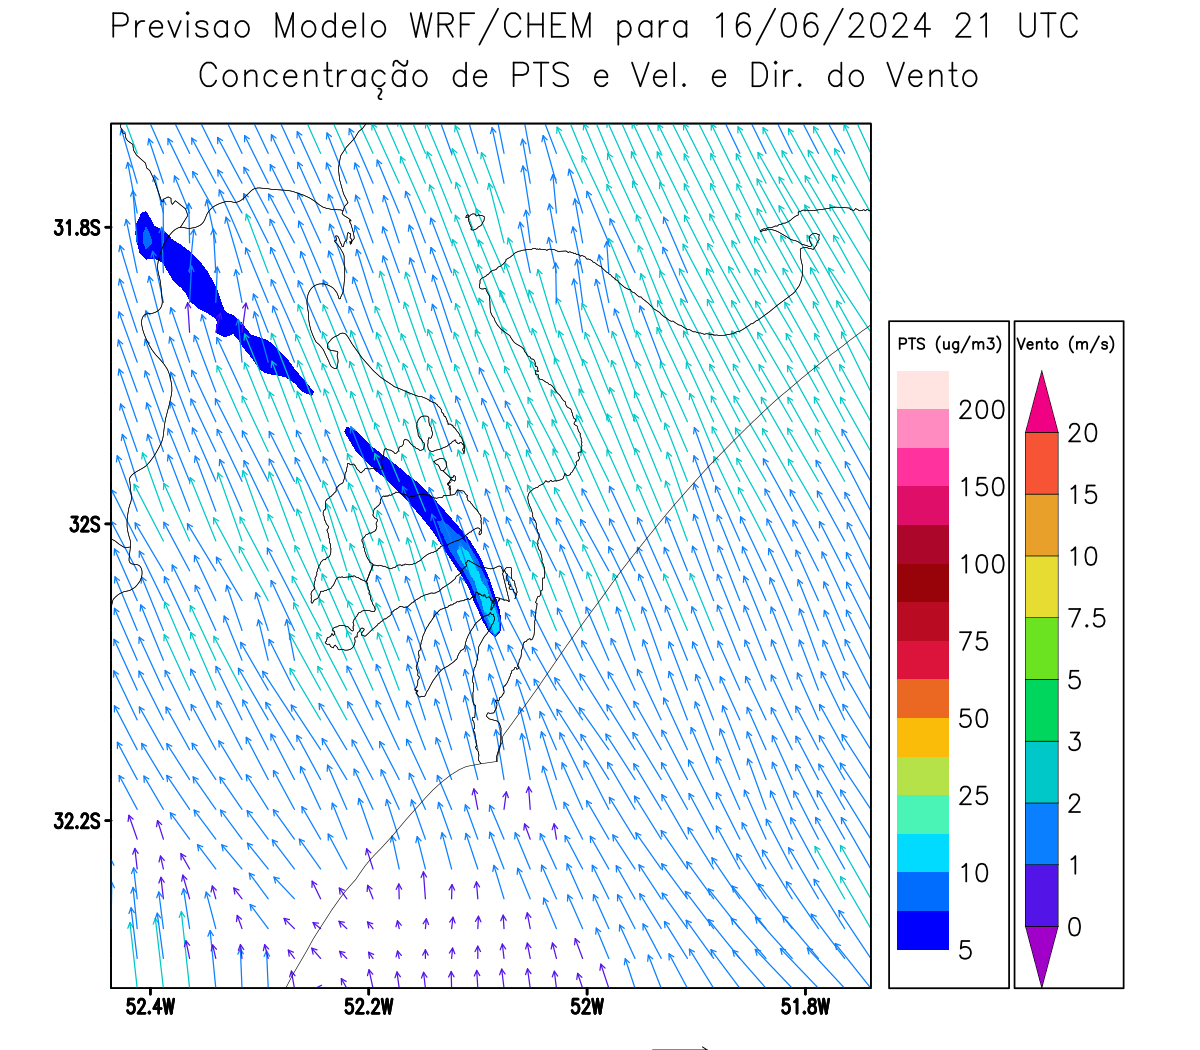 Previsao Modelo WRF/CHEM para 16/06/2024 21 UTC
Concentração de PTS e Vel. e Dir. do Vento
31.8S
32S
32.2S
52.4W
52.2W
52W
51.8W
PTS (ug/m3)
200
150
100
75
50
25
10
5
Vento (m/s)
20
15
10
7.5
5
3
2
1
0